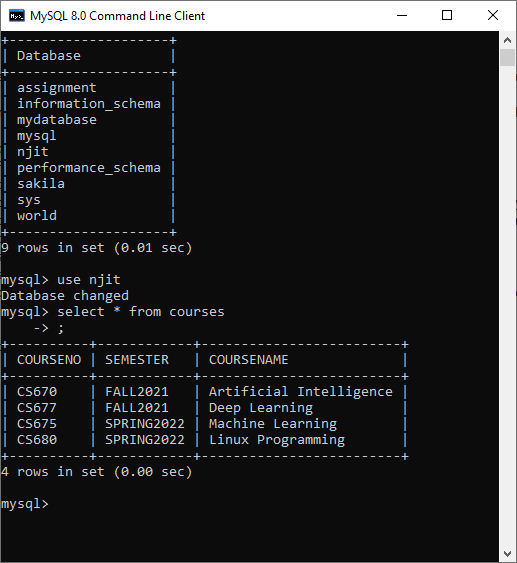 MySQL 8.0 Command Line Client
+--------------------+
| Database           |
+--------------------+
| assignment         |
| information_schema |
| mydatabase         |
| mysql              |
| njit               |
| performance_schema |
| sakila             |
| sys                |
| world              |
+--------------------+
9 rows in set (0.01 sec)

mysql> use njit
Database changed
mysql> select * from courses
    -> ;
+----------+------------+-------------------------+
| COURSENO | SEMESTER   | COURSENAME              |
+----------+------------+-------------------------+
| CS670    | FALL2021   | Artificial Intelligence |
| CS677    | FALL2021   | Deep Learning           |
| CS675    | SPRING2022 | Machine Learning        |
| CS680    | SPRING2022 | Linux Programming       |
+----------+------------+-------------------------+
4 rows in set (0.00 sec)

mysql>